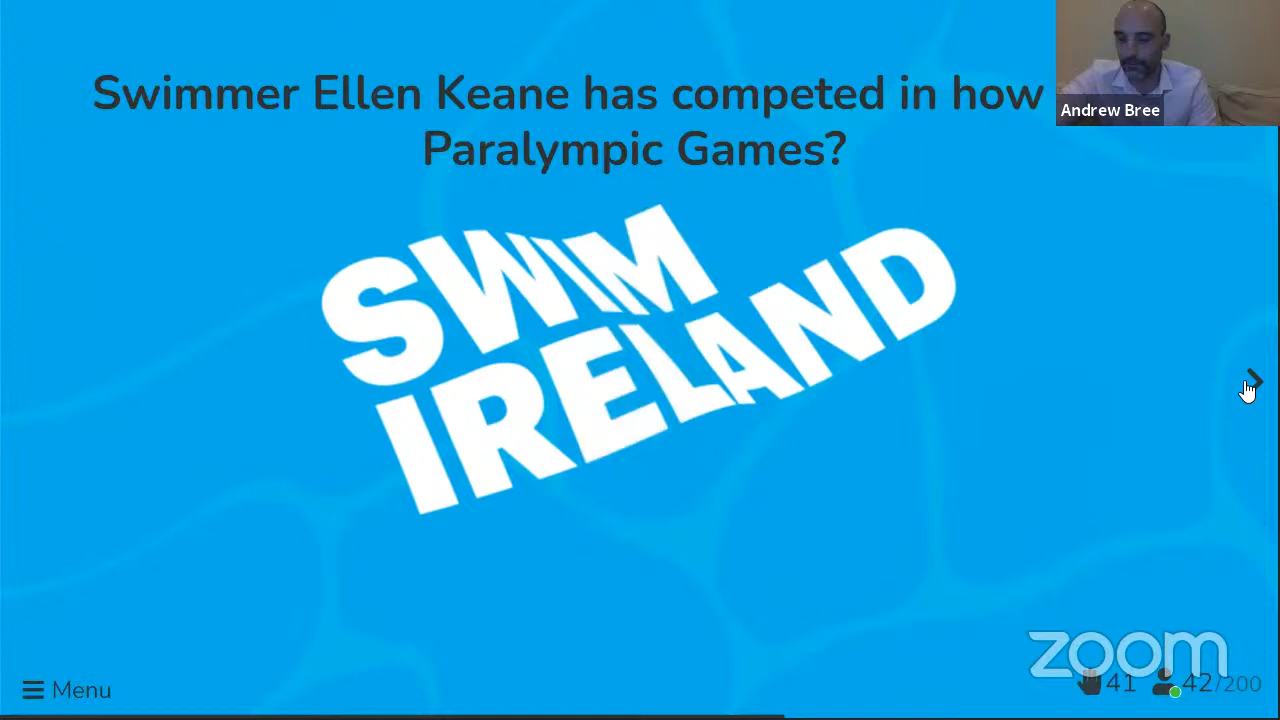 Swimmer Ellen Keane has competed in how
Paralympic Games?
Andrew Bree
SWIM
IRELAND
zoom
Menu
41
42/200